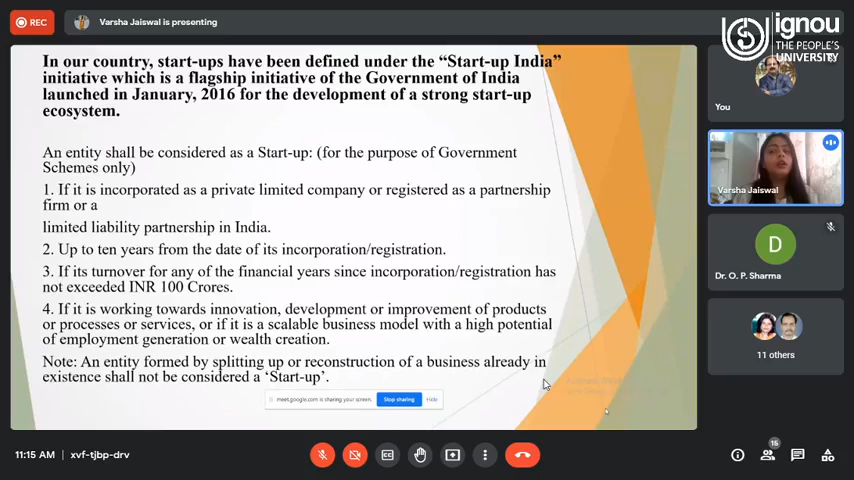 REC
Varsha Jaiswal is presenting
ignou
THE PEOPLE'S
UNIVERSITY
In our country, start-ups have been defined under the “Start-up India”
initiative which is a flagship initiative of the Government of India
launched in January, 2016 for the development of a strong start-up
ecosystem.
An entity shall be considered as a Start-up: (for the purpose of Government
Schemes only)
1. If it is incorporated as a private limited company or registered as a partnership
firm or a
limited liability partnership in India.
2. Up to ten years from the date of its incorporation/registration.
3. If its turnover for any of the financial years since incorporation/registration has
not exceeded INR 100 Crores.
4. If it is working towards innovation, development or improvement of products
or processes or services, or if it is a scalable business model with a high potential
of employment generation or wealth creation.
Note: An entity formed by splitting up or reconstruction of a business already in
existence shall not be considered a ‘Start-up’.
meet.google.com is sharing your screen.
Stop sharing
Help
You
Varsha Jaiswal
D
Dr. O. P. Sharma
11 others
11:15 AM
xvf-tjbp-drv
CC
15